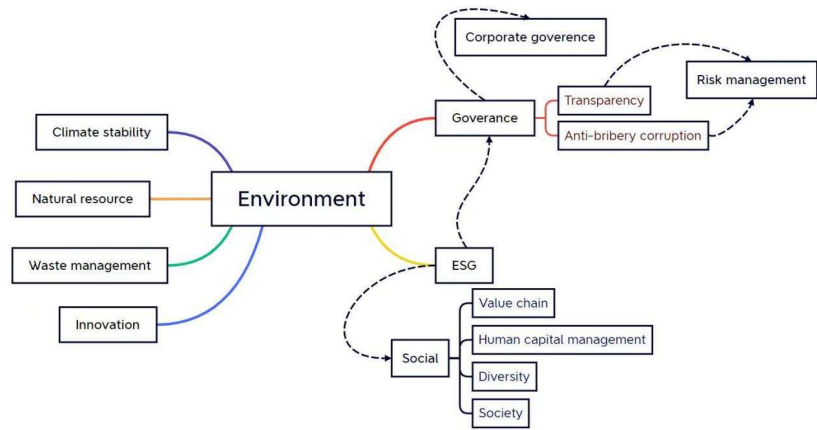 Corporate goverence
Risk management
Goverance
Transparency
Anti-bribery corruption
Climate stability
Natural resource
Environment
Waste management
ESG
Innovation
Value chain
Human capital management
Social
Diversity
Society